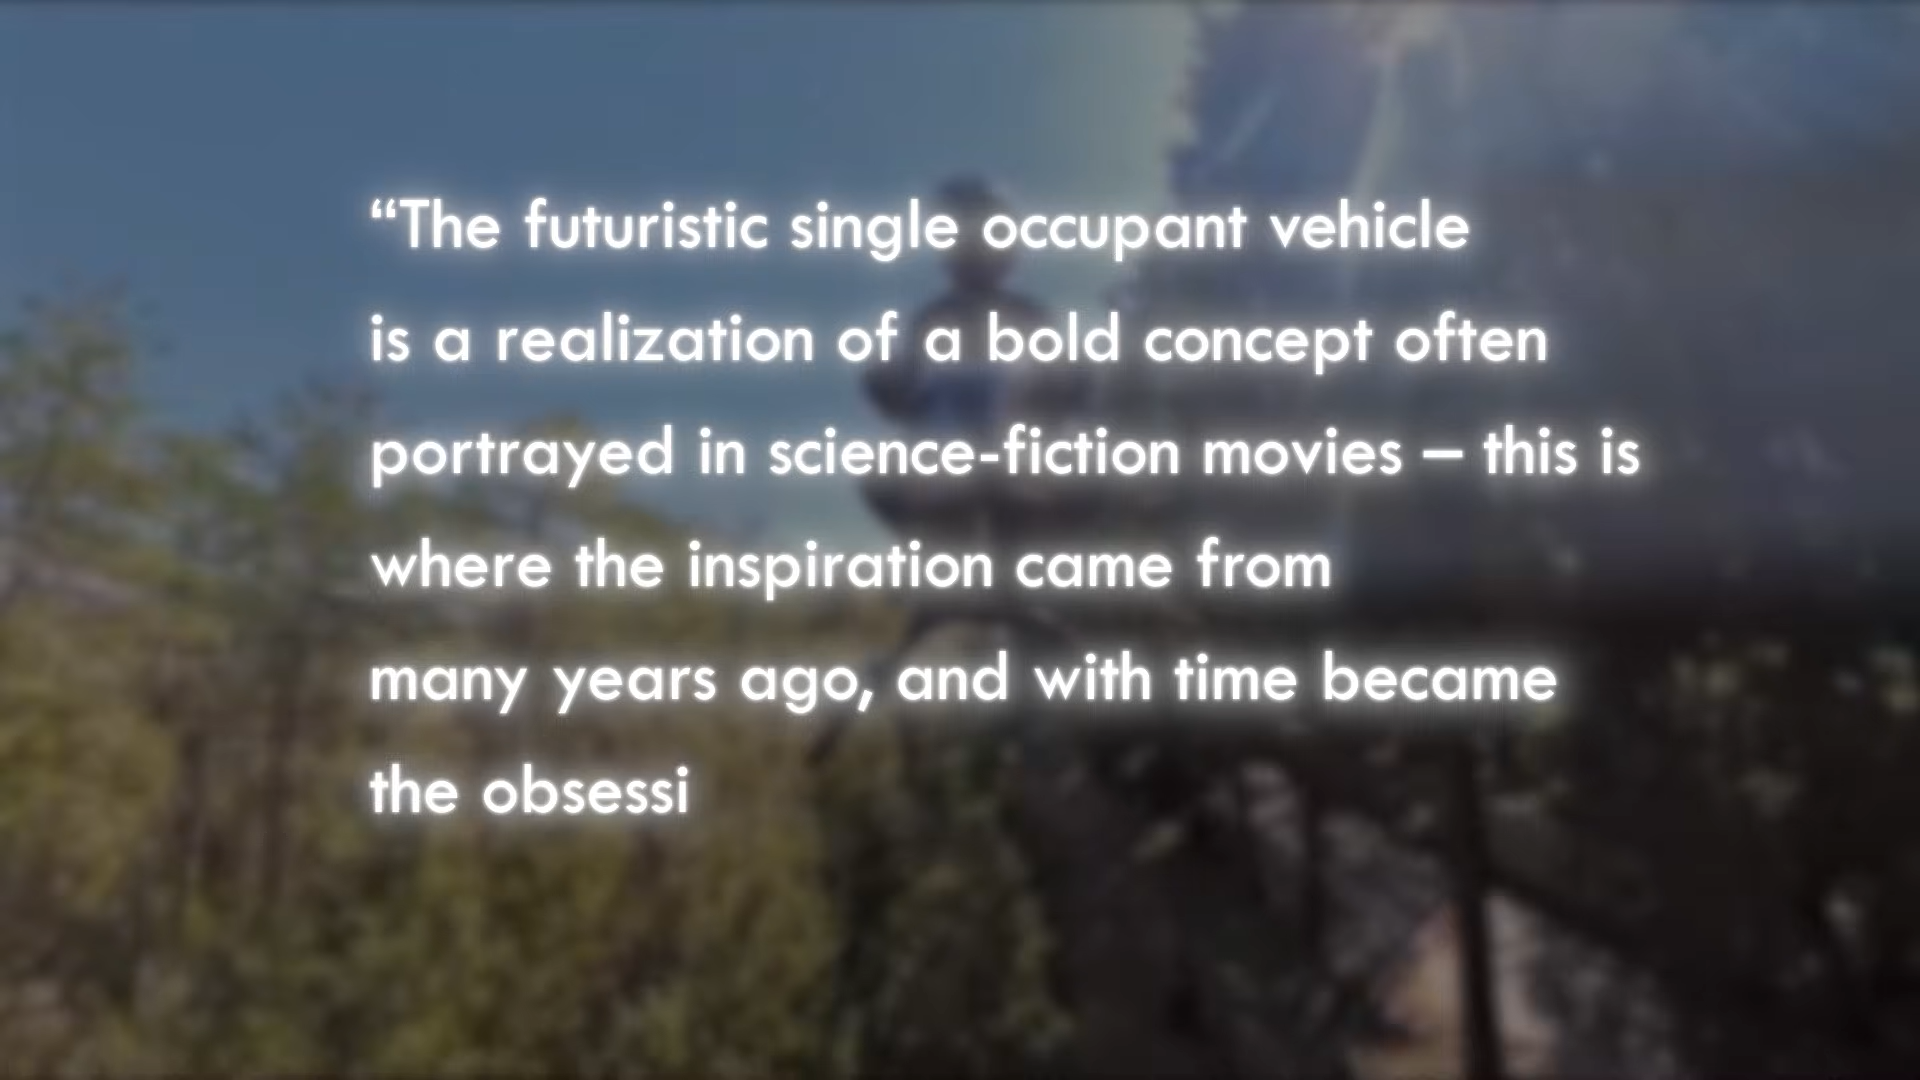 “The futuristic single occupant vehicle
is a realization of a bold concept often
portrayed in science-fiction movies – this is
where the inspiration came from
many years ago, and with time became
the obsessi